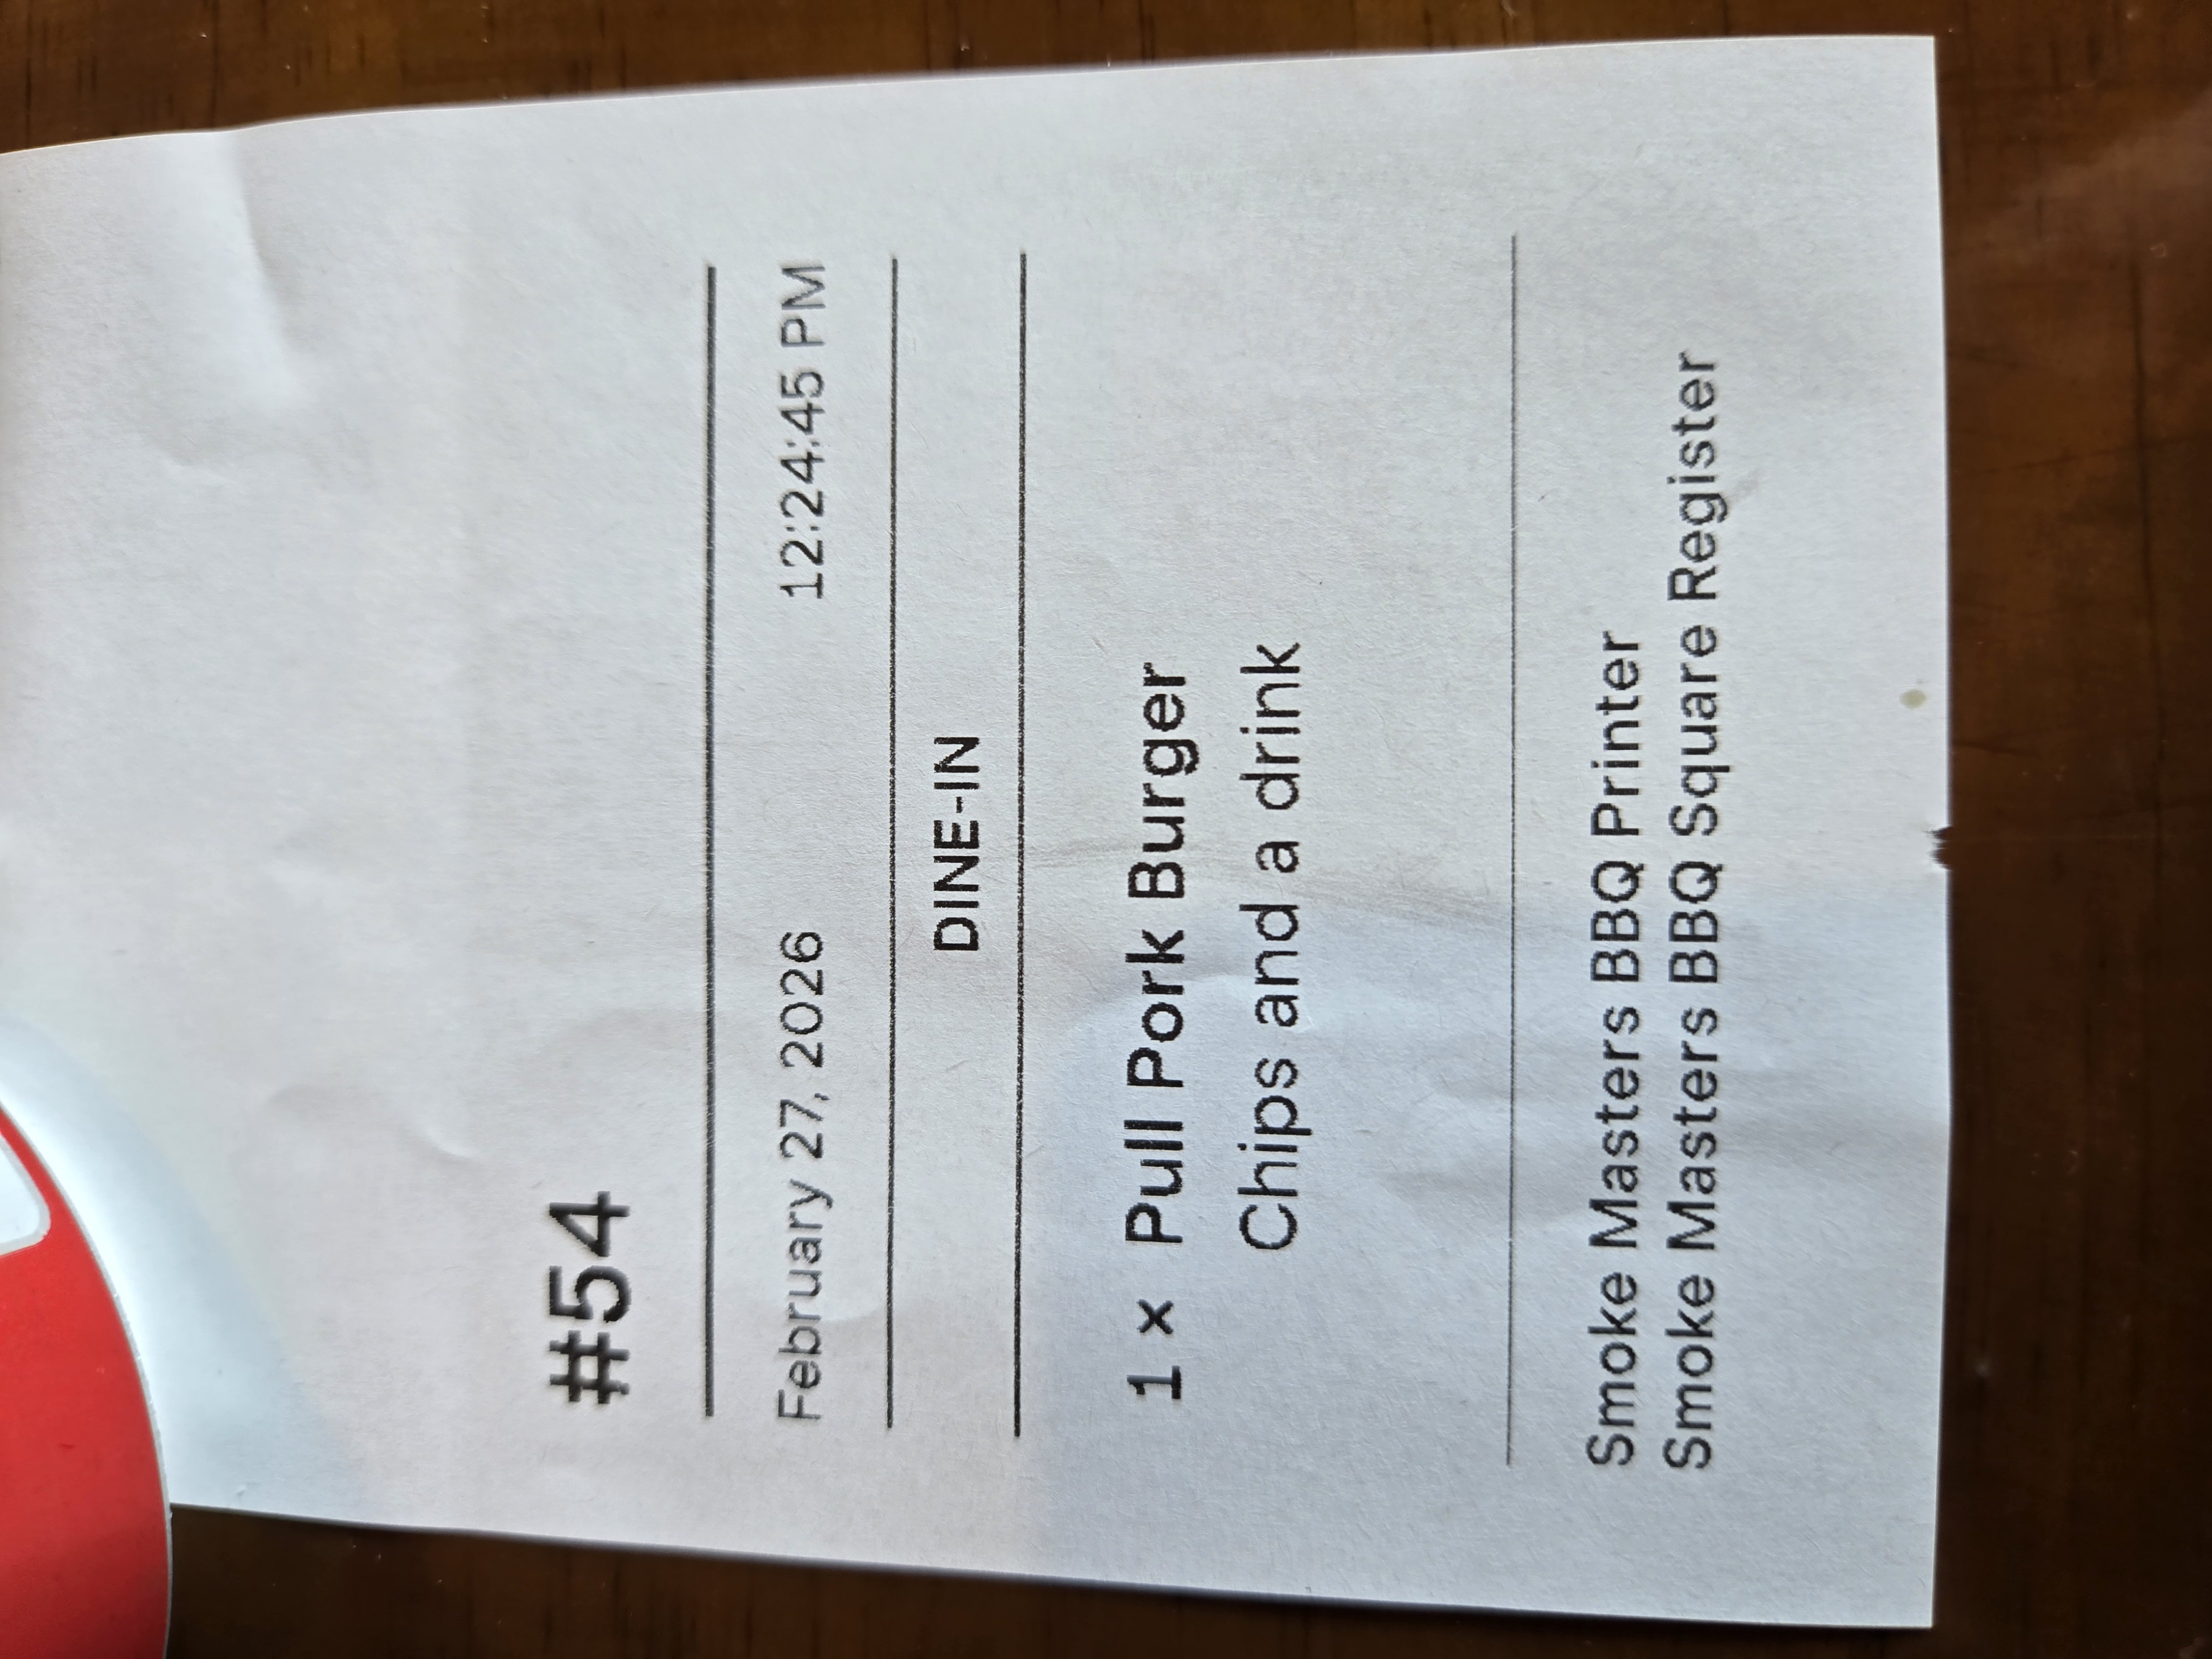 #54
February 27, 2026 12:24:45 PM
DINE-IN
1 × Pull Pork Burger
Chips and a drink
Smoke Masters BBQ Printer
Smoke Masters BBQ Square Register